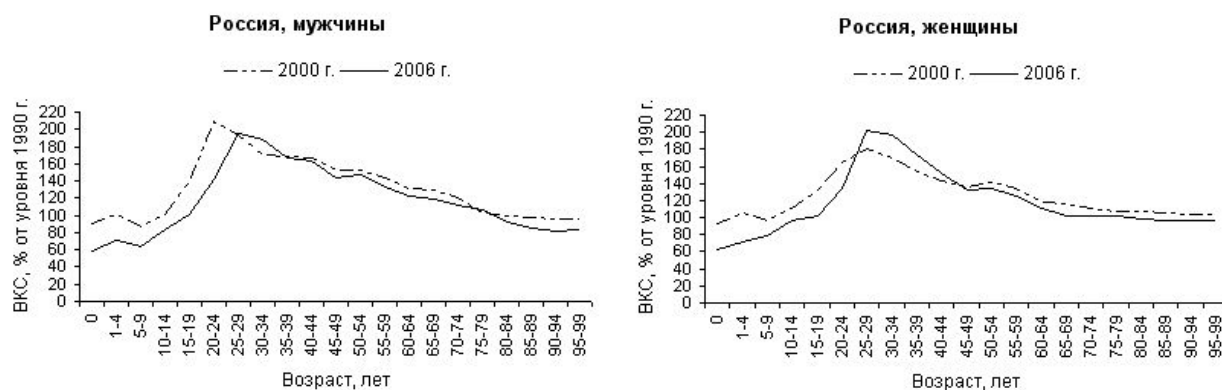 Россия, мужчины
2000 г. 2006 г.
ВКС, % от уровня 1990 г.
220
200
180
160
140
120
100
80
60
40
20
0
0 1-4 5-9 10-14 15-19 20-24 25-29 30-34 35-39 40-44 45-49 50-54 55-59 60-64 65-69 70-74 75-79 80-84 85-89 90-94 95-99
Возраст, лет
Россия, женщины
2000 г. 2006 г.
ВКС, % от уровня 1990 г.
220
200
180
160
140
120
100
80
60
40
20
0
0 1-4 5-9 10-14 15-19 20-24 25-29 30-34 35-39 40-44 45-49 50-54 55-59 60-64 65-69 70-74 75-79 80-84 85-89 90-94 95-99
Возраст, лет